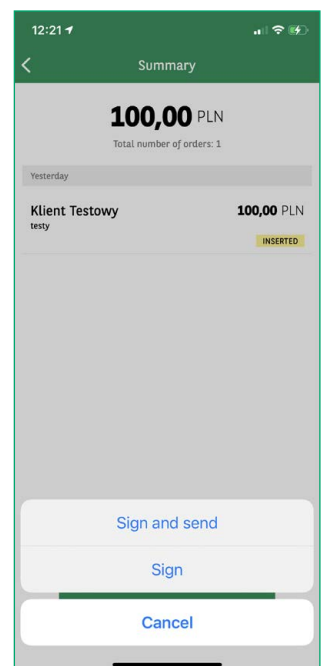 12:21
Summary
100,00 PLN
Total number of orders: 1
Yesterday
Klient Testowy 100,00 PLN
testy
INSERTED
Sign and send
Sign
Cancel